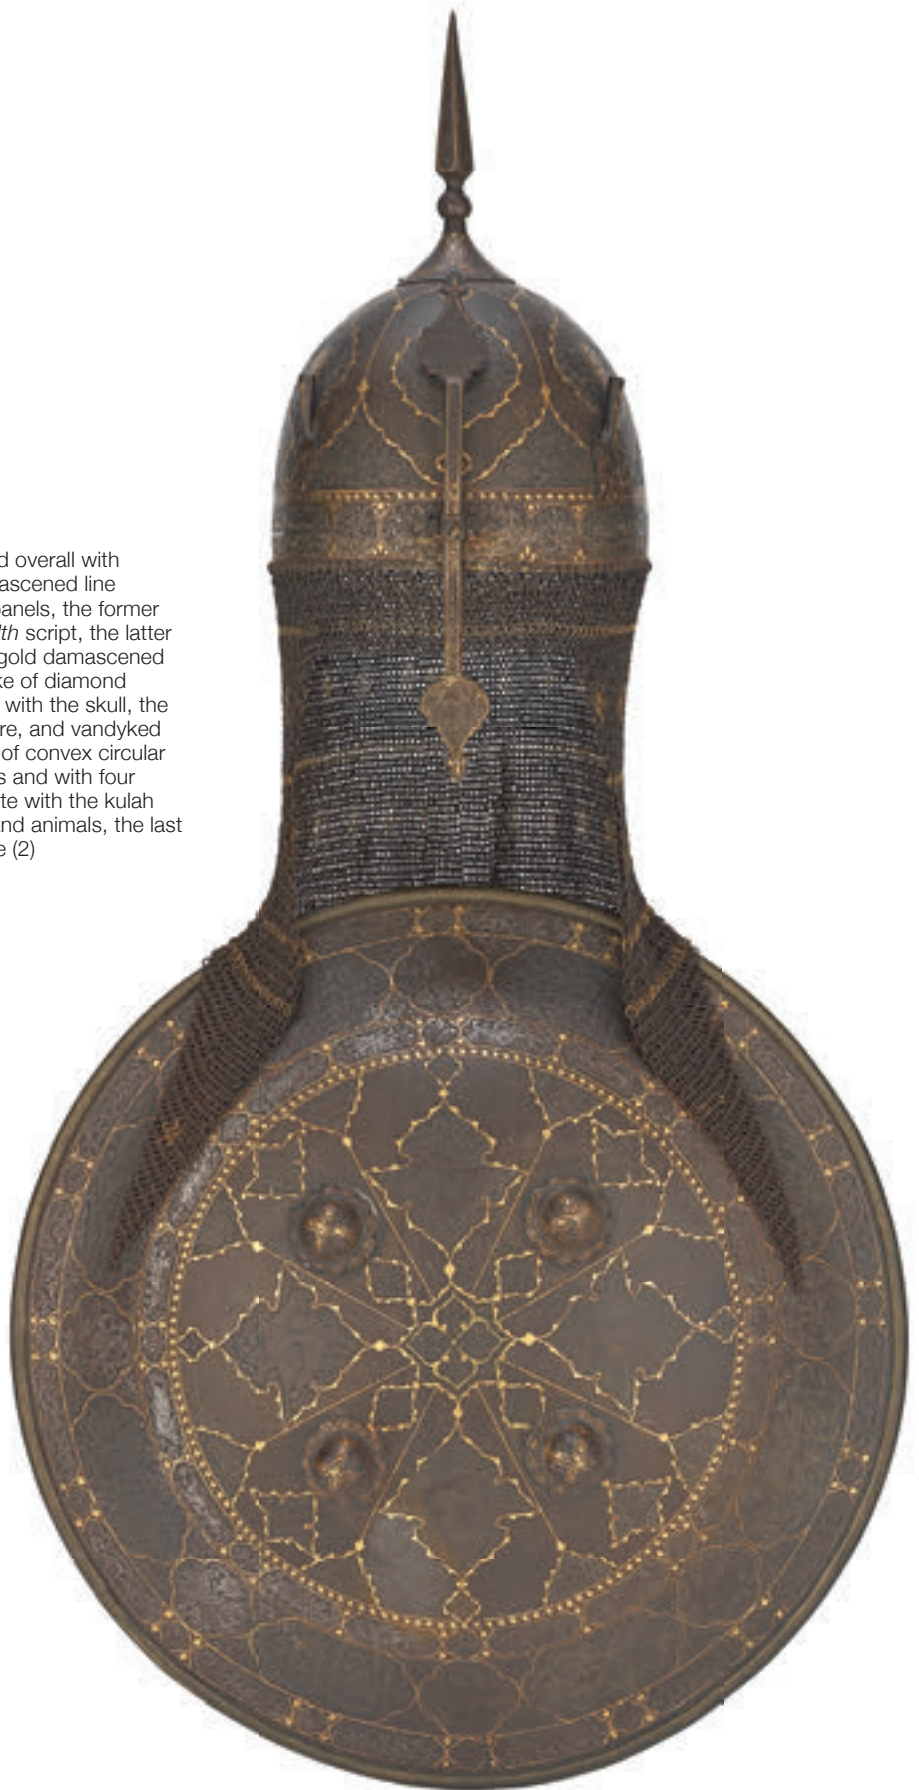 d overall with
ascened line
panels, the former
lth script, the latter
gold damascened
ke of diamond
with the skull, the
re, and vandyked
of convex circular
s and with four
te with the kulah
and animals, the last
e (2)